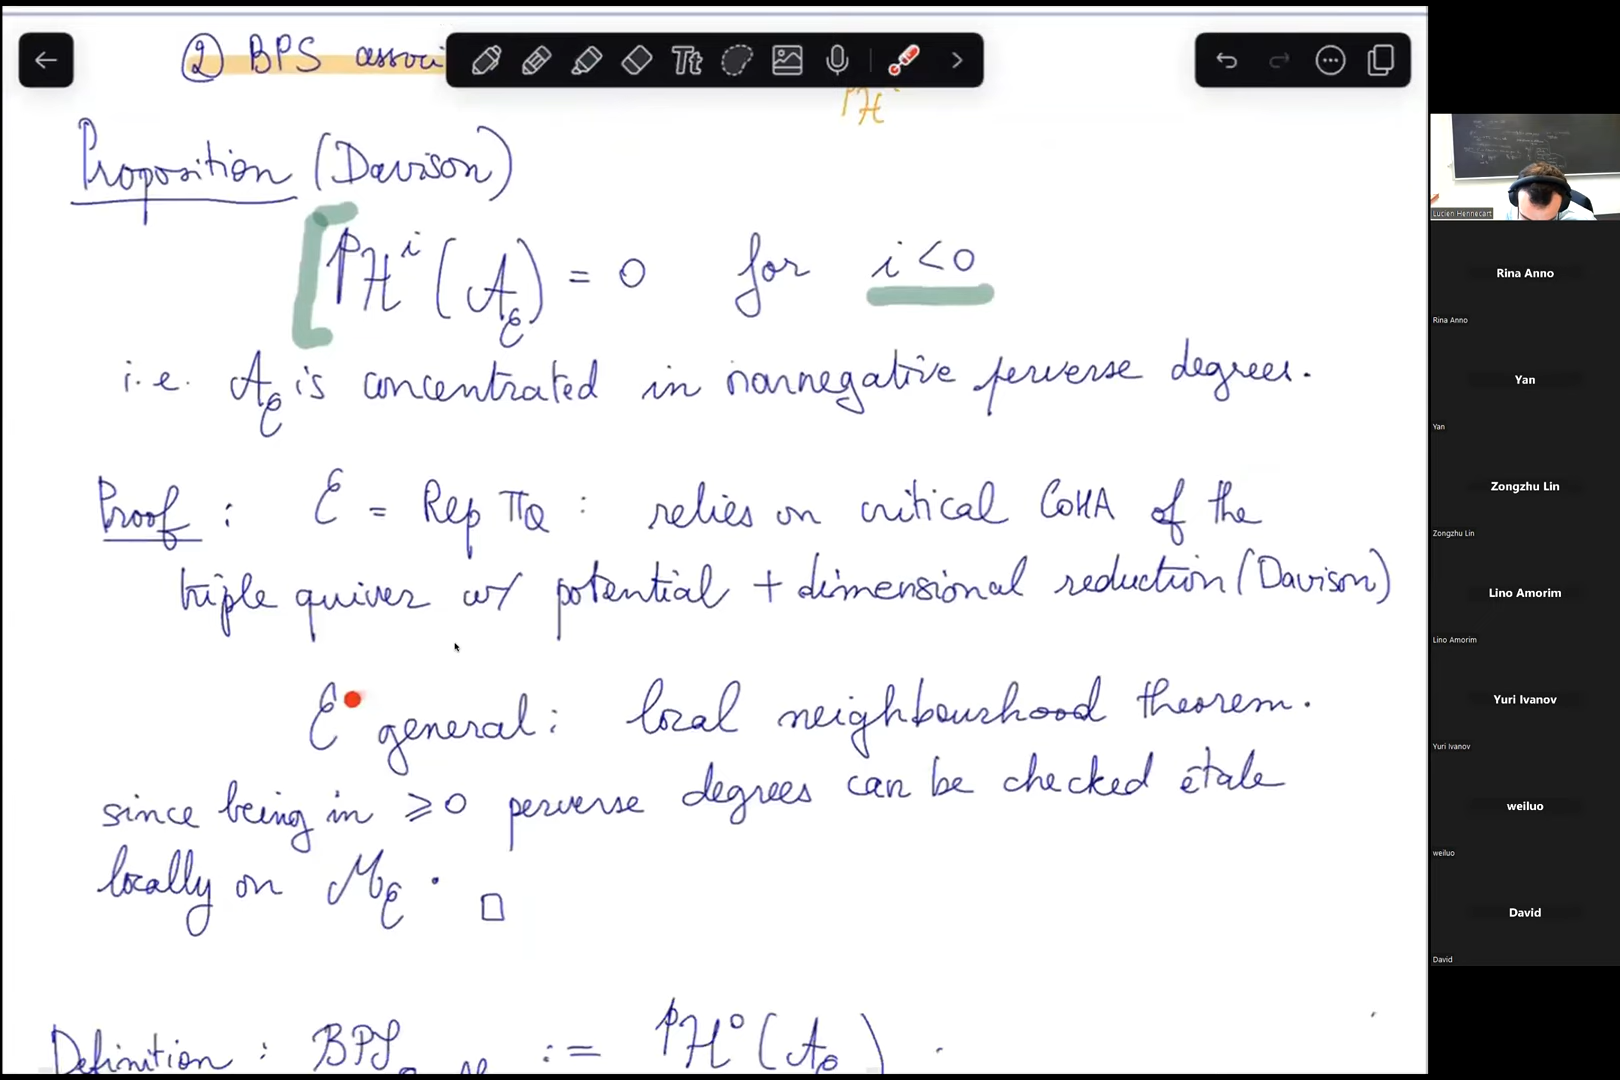 ② BPS associ
Tt
pH
Proposition (Davison)
pHⁱ(A_ℰ) = 0 for i < 0
i.e. A_ℰ is concentrated in nonnegative perverse degrees.
Proof : ℰ = Rep Π_Q : relies on critical CoHA of the
triple quiver w/ potential + dimensional reduction (Davison)
ℰ general : local neighbourhood theorem.
since being in ⩾0 perverse degrees can be checked étale
locally on M_ℰ . □
Definition : BPS := pH⁰(A_ℰ) .
Lucien Hennecart
Rina Anno
Rina Anno
Yan
Yan
Zongzhu Lin
Zongzhu Lin
Lino Amorim
Lino Amorim
Yuri Ivanov
Yuri Ivanov
weiluo
weiluo
David
David